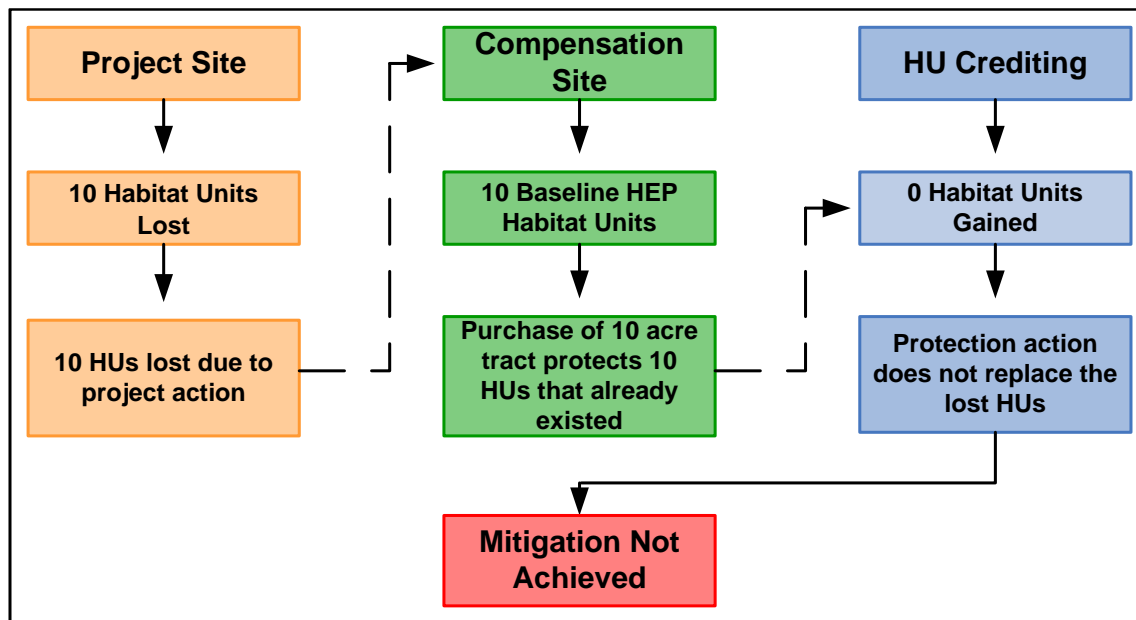 Project Site
10 Habitat Units
Lost
10 HUs lost due to
project action
Compensation
Site
10 Baseline HEP
Habitat Units
Purchase of 10 acre
tract protects 10
HUs that already
existed
HU Crediting
0 Habitat Units
Gained
Protection action
does not replace the
lost HUs
Mitigation Not
Achieved